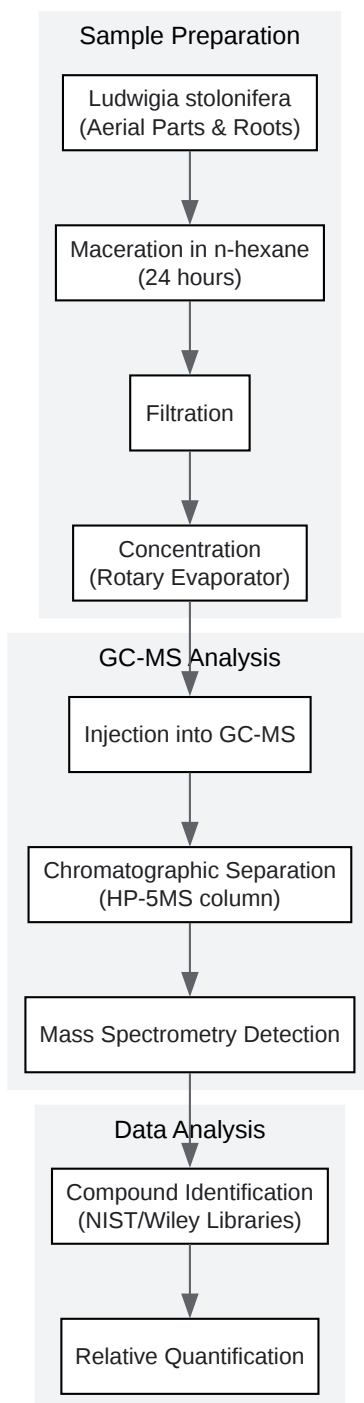 Sample Preparation
Ludwigia stolonifera
(Aerial Parts & Roots)
Maceration in n-hexane
(24 hours)
Filtration
Concentration
(Rotary Evaporator)
GC-MS Analysis
Injection into GC-MS
Chromatographic Separation
(HP-5MS column)
Mass Spectrometry Detection
Data Analysis
Compound Identification
(NIST/Wiley Libraries)
Relative Quantification